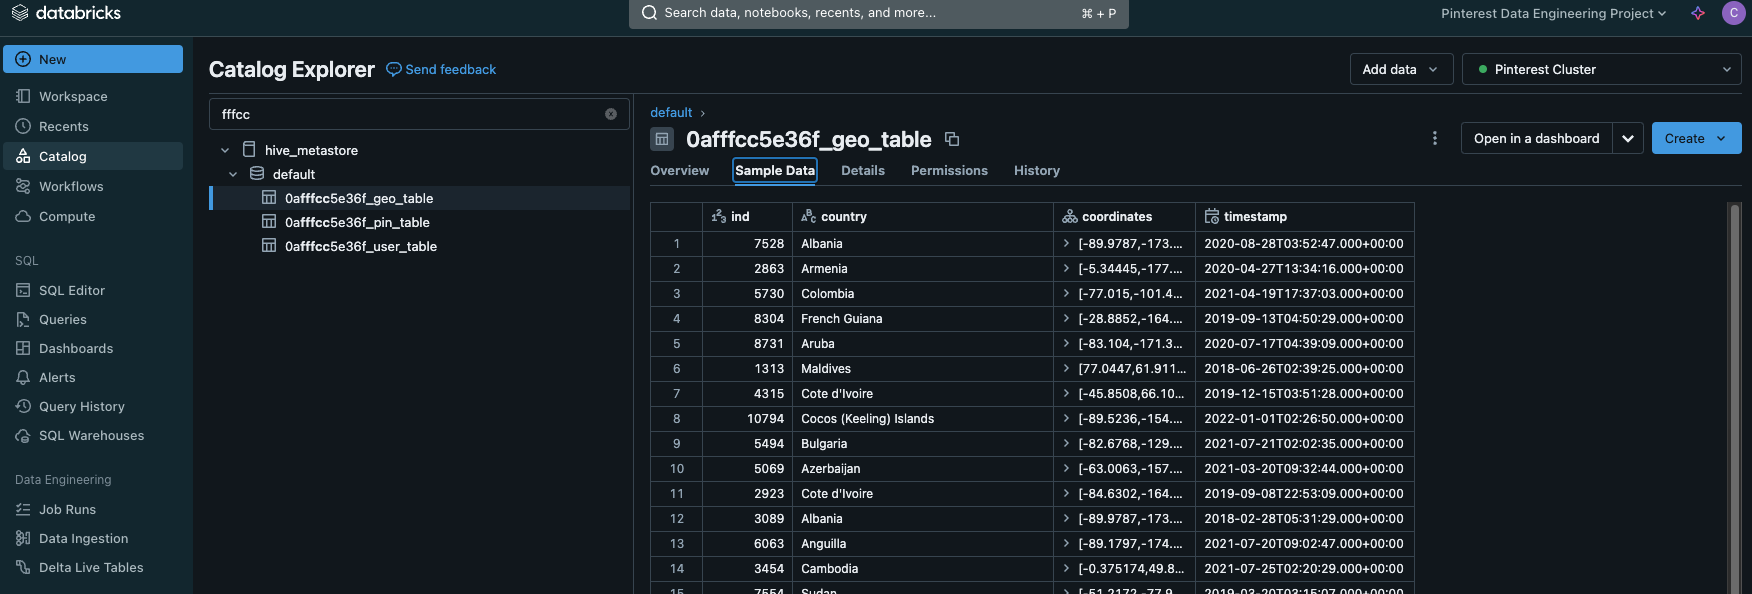 databricks
Search data, notebooks, recents, and more... ⌘ + P
Pinterest Data Engineering Project
C
New
Workspace
Recents
Catalog
Workflows
Compute
SQL
SQL Editor
Queries
Dashboards
Alerts
Query History
SQL Warehouses
Data Engineering
Job Runs
Data Ingestion
Delta Live Tables
Catalog Explorer Send feedback
Add data
Pinterest Cluster
fffcc
hive_metastore
default
0afffcc5e36f_geo_table
0afffcc5e36f_pin_table
0afffcc5e36f_user_table
default ›
0afffcc5e36f_geo_table
Open in a dashboard
Create
Overview Sample Data Details Permissions History
ind country coordinates timestamp
1 7528 Albania [-89.9787,-173.... 2020-08-28T03:52:47.000+00:00
2 2863 Armenia [-5.34445,-177.... 2020-04-27T13:34:16.000+00:00
3 5730 Colombia [-77.015,-101.4... 2021-04-19T17:37:03.000+00:00
4 8304 French Guiana [-28.8852,-164.... 2019-09-13T04:50:29.000+00:00
5 8731 Aruba [-83.104,-171.3... 2020-07-17T04:39:09.000+00:00
6 1313 Maldives [77.0447,61.911... 2018-06-26T02:39:25.000+00:00
7 4315 Cote d'Ivoire [-45.8508,66.10... 2019-12-15T03:51:28.000+00:00
8 10794 Cocos (Keeling) Islands [-89.5236,-154.... 2022-01-01T02:26:50.000+00:00
9 5494 Bulgaria [-82.6768,-129.... 2021-07-21T02:02:35.000+00:00
10 5069 Azerbaijan [-63.0063,-157.... 2021-03-20T09:32:44.000+00:00
11 2923 Cote d'Ivoire [-84.6302,-164.... 2019-09-08T22:53:09.000+00:00
12 3089 Albania [-89.9787,-173.... 2018-02-28T05:31:29.000+00:00
13 6063 Anguilla [-89.1797,-174.... 2021-07-20T09:02:47.000+00:00
14 3454 Cambodia [-0.375174,49.8... 2021-07-25T02:20:29.000+00:00
15 7554 Sudan [-51.2172,-77.9... 2019-03-20T03:15:07.000+00:00